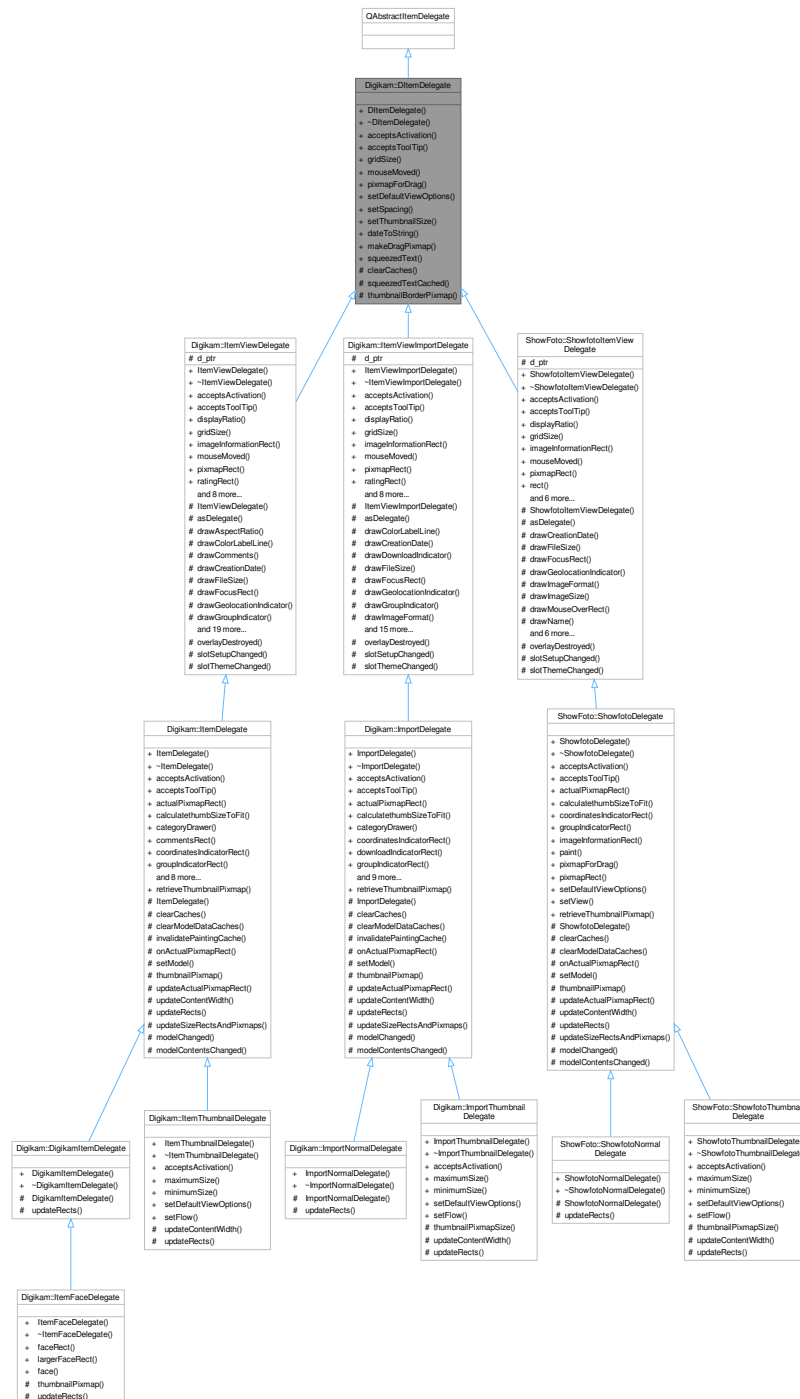 QAbstractItemDelegate
Digikam::DItemDelegate
+ DItemDelegate()
+ ~DItemDelegate()
+ acceptsActivation()
+ acceptsToolTip()
+ gridSize()
+ mouseMoved()
+ pixmapForDrag()
+ setDefaultViewOptions()
+ setSpacing()
+ setThumbnailSize()
+ dateToString()
+ makeDragPixmap()
+ squeezedText()
# clearCaches()
# squeezedTextCached()
# thumbnailBorderPixmap()
Digikam::ItemViewDelegate
# d_ptr
+ ItemViewDelegate()
+ ~ItemViewDelegate()
+ acceptsActivation()
+ acceptsToolTip()
+ displayRatio()
+ gridSize()
+ imageInformationRect()
+ mouseMoved()
+ pixmapRect()
+ ratingRect()
and 8 more...
# ItemViewDelegate()
# asDelegate()
# drawAspectRatio()
# drawColorLabelLine()
# drawComments()
# drawCreationDate()
# drawFileSize()
# drawFocusRect()
# drawGeolocationIndicator()
# drawGroupIndicator()
and 19 more...
# overlayDestroyed()
# slotSetupChanged()
# slotThemeChanged()
Digikam::ItemViewImportDelegate
# d_ptr
+ ItemViewImportDelegate()
+ ~ItemViewImportDelegate()
+ acceptsActivation()
+ acceptsToolTip()
+ displayRatio()
+ gridSize()
+ imageInformationRect()
+ mouseMoved()
+ pixmapRect()
+ ratingRect()
and 8 more...
# ItemViewImportDelegate()
# asDelegate()
# drawColorLabelLine()
# drawCreationDate()
# drawDownloadIndicator()
# drawFileSize()
# drawFocusRect()
# drawGeolocationIndicator()
# drawGroupIndicator()
# drawImageFormat()
and 15 more...
# overlayDestroyed()
# slotSetupChanged()
# slotThemeChanged()
ShowFoto::ShowfotoItemView
Delegate
# d_ptr
+ ShowfotoItemViewDelegate()
+ ~ShowfotoItemViewDelegate()
+ acceptsActivation()
+ acceptsToolTip()
+ displayRatio()
+ gridSize()
+ imageInformationRect()
+ mouseMoved()
+ pixmapRect()
+ rect()
and 6 more...
# ShowfotoItemViewDelegate()
# asDelegate()
# drawCreationDate()
# drawFileSize()
# drawFocusRect()
# drawGeolocationIndicator()
# drawImageFormat()
# drawImageSize()
# drawMouseOverRect()
# drawName()
and 6 more...
# overlayDestroyed()
# slotSetupChanged()
# slotThemeChanged()
Digikam::ItemDelegate
+ ItemDelegate()
+ ~ItemDelegate()
+ acceptsActivation()
+ acceptsToolTip()
+ actualPixmapRect()
+ calculatethumbSizeToFit()
+ categoryDrawer()
+ commentsRect()
+ coordinatesIndicatorRect()
+ groupIndicatorRect()
and 8 more...
+ retrieveThumbnailPixmap()
# ItemDelegate()
# clearCaches()
# clearModelDataCaches()
# invalidatePaintingCache()
# onActualPixmapRect()
# setModel()
# thumbnailPixmap()
# updateActualPixmapRect()
# updateContentWidth()
# updateRects()
# updateSizeRectsAndPixmaps()
# modelChanged()
# modelContentsChanged()
Digikam::ImportDelegate
+ ImportDelegate()
+ ~ImportDelegate()
+ acceptsActivation()
+ acceptsToolTip()
+ actualPixmapRect()
+ calculatethumbSizeToFit()
+ categoryDrawer()
+ coordinatesIndicatorRect()
+ downloadIndicatorRect()
+ groupIndicatorRect()
and 9 more...
+ retrieveThumbnailPixmap()
# ImportDelegate()
# clearCaches()
# clearModelDataCaches()
# invalidatePaintingCache()
# onActualPixmapRect()
# setModel()
# thumbnailPixmap()
# updateActualPixmapRect()
# updateContentWidth()
# updateRects()
# updateSizeRectsAndPixmaps()
# modelChanged()
# modelContentsChanged()
ShowFoto::ShowfotoDelegate
+ ShowfotoDelegate()
+ ~ShowfotoDelegate()
+ acceptsActivation()
+ acceptsToolTip()
+ actualPixmapRect()
+ calculatethumbSizeToFit()
+ coordinatesIndicatorRect()
+ groupIndicatorRect()
+ imageInformationRect()
+ paint()
+ pixmapForDrag()
+ pixmapRect()
+ setDefaultViewOptions()
+ setView()
+ retrieveThumbnailPixmap()
# ShowfotoDelegate()
# clearCaches()
# clearModelDataCaches()
# onActualPixmapRect()
# setModel()
# thumbnailPixmap()
# updateActualPixmapRect()
# updateContentWidth()
# updateRects()
# updateSizeRectsAndPixmaps()
# modelChanged()
# modelContentsChanged()
Digikam::DigikamItemDelegate
+ DigikamItemDelegate()
+ ~DigikamItemDelegate()
# DigikamItemDelegate()
# updateRects()
Digikam::ItemThumbnailDelegate
+ ItemThumbnailDelegate()
+ ~ItemThumbnailDelegate()
+ acceptsActivation()
+ maximumSize()
+ minimumSize()
+ setDefaultViewOptions()
+ setFlow()
# updateContentWidth()
# updateRects()
Digikam::ImportNormalDelegate
+ ImportNormalDelegate()
+ ~ImportNormalDelegate()
# ImportNormalDelegate()
# updateRects()
Digikam::ImportThumbnail
Delegate
+ ImportThumbnailDelegate()
+ ~ImportThumbnailDelegate()
+ acceptsActivation()
+ maximumSize()
+ minimumSize()
+ setDefaultViewOptions()
+ setFlow()
# thumbnailPixmapSize()
# updateContentWidth()
# updateRects()
ShowFoto::ShowfotoNormal
Delegate
+ ShowfotoNormalDelegate()
+ ~ShowfotoNormalDelegate()
# ShowfotoNormalDelegate()
# updateRects()
ShowFoto::ShowfotoThumbna
Delegate
+ ShowfotoThumbnailDelegate
+ ~ShowfotoThumbnailDelegat
+ acceptsActivation()
+ maximumSize()
+ minimumSize()
+ setDefaultViewOptions()
+ setFlow()
# thumbnailPixmapSize()
# updateContentWidth()
# updateRects()
Digikam::ItemFaceDelegate
+ ItemFaceDelegate()
+ ~ItemFaceDelegate()
+ faceRect()
+ largerFaceRect()
+ face()
# thumbnailPixmap()
# updateRects()